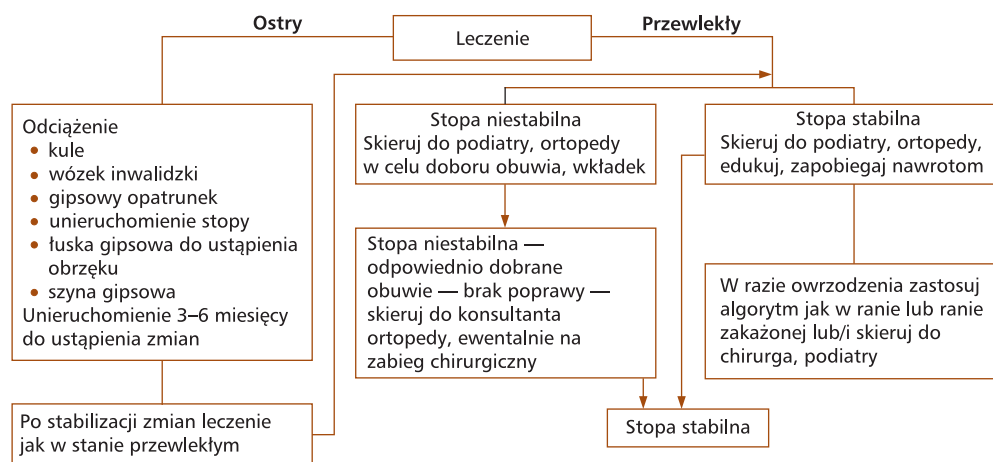 Ostry
Leczenie
Przewlekły
Odciążenie
• kule
• wózek inwalidzki
• gipsowy opatrunek
• unieruchomienie stopy
• łuska gipsowa do ustąpienia
obrzęku
• szyna gipsowa
Unieruchomienie 3–6 miesięcy
do ustąpienia zmian
Po stabilizacji zmian leczenie
jak w stanie przewlekłym
Stopa niestabilna
Skieruj do podiatry, ortopedy
w celu doboru obuwia, wkładek
Stopa niestabilna —
odpowiednio dobrane
obuwie — brak poprawy —
skieruj do konsultanta
ortopedy, ewentalnie na
zabieg chirurgiczny
Stopa stabilna
Skieruj do podiatry, ortopedy,
edukuj, zapobiegaj nawrotom
W razie owrzodzenia zastosuj
algorytm jak w ranie lub ranie
zakażonej lub/i skieruj do
chirurga, podiatry
Stopa stabilna